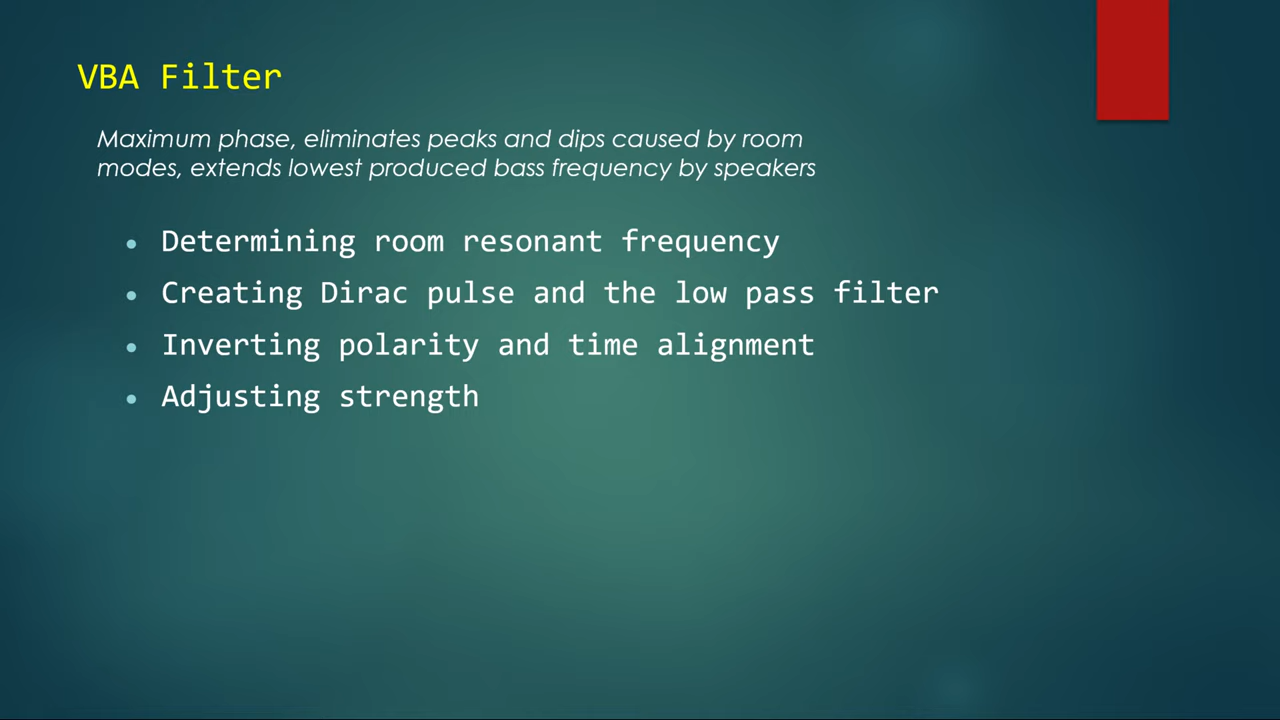 VBA Filter
Maximum phase, eliminates peaks and dips caused by room
modes, extends lowest produced bass frequency by speakers
• Determining room resonant frequency
• Creating Dirac pulse and the low pass filter
• Inverting polarity and time alignment
• Adjusting strength